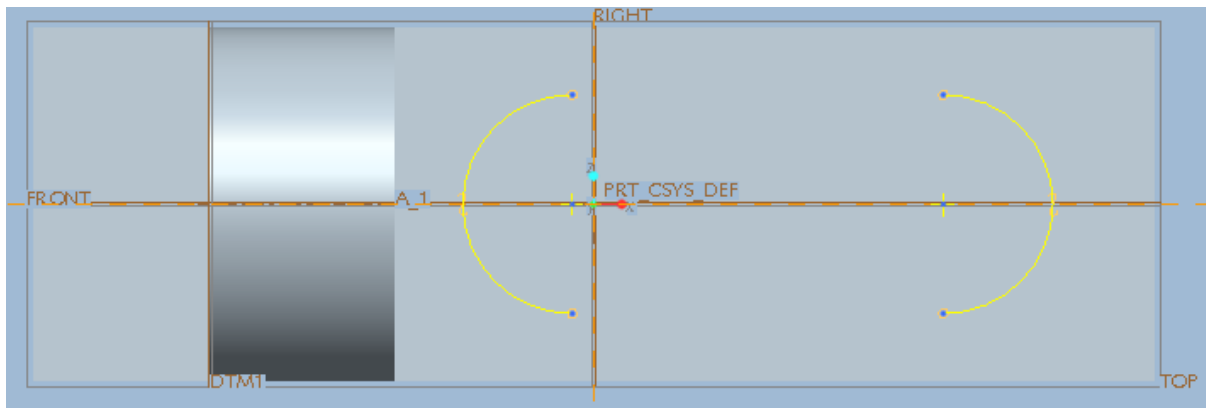 RIGHT
FRONT
A_1
PRT_CSYS_DEF
X
DTM1
TOP